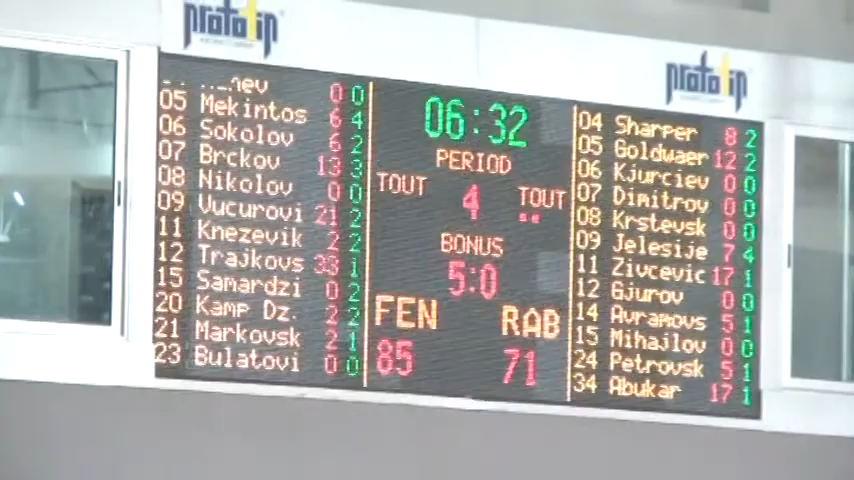 prototip
prototip
0 0
05 Mekintos 6 4
06 Sokolov 6 2
07 Brckov 13 3
08 Nikolov 0 0
09 Vucurovi 21 2
11 Knezevik 2 2
12 Trajkovs 33 1
15 Samardzi 0 2
20 Kamp Dz. 2 2
21 Markovsk 2 1
23 Bulatovi 0 0
06:32
PERIOD
TOUT 4 TOUT
BONUS
5:0
FEN RAB
85 71
04 Sharper 8 2
05 Goldwaer 12 2
06 Kjurciev 0 0
07 Dimitrov 0 0
08 Krstevsk 0 0
09 Jelesije 7 4
11 Zivcevic 17 1
12 Gjurov 0 0
14 Avramovs 5 1
15 Mihajlov 0 0
24 Petrovsk 5 1
34 Abukar 17 1